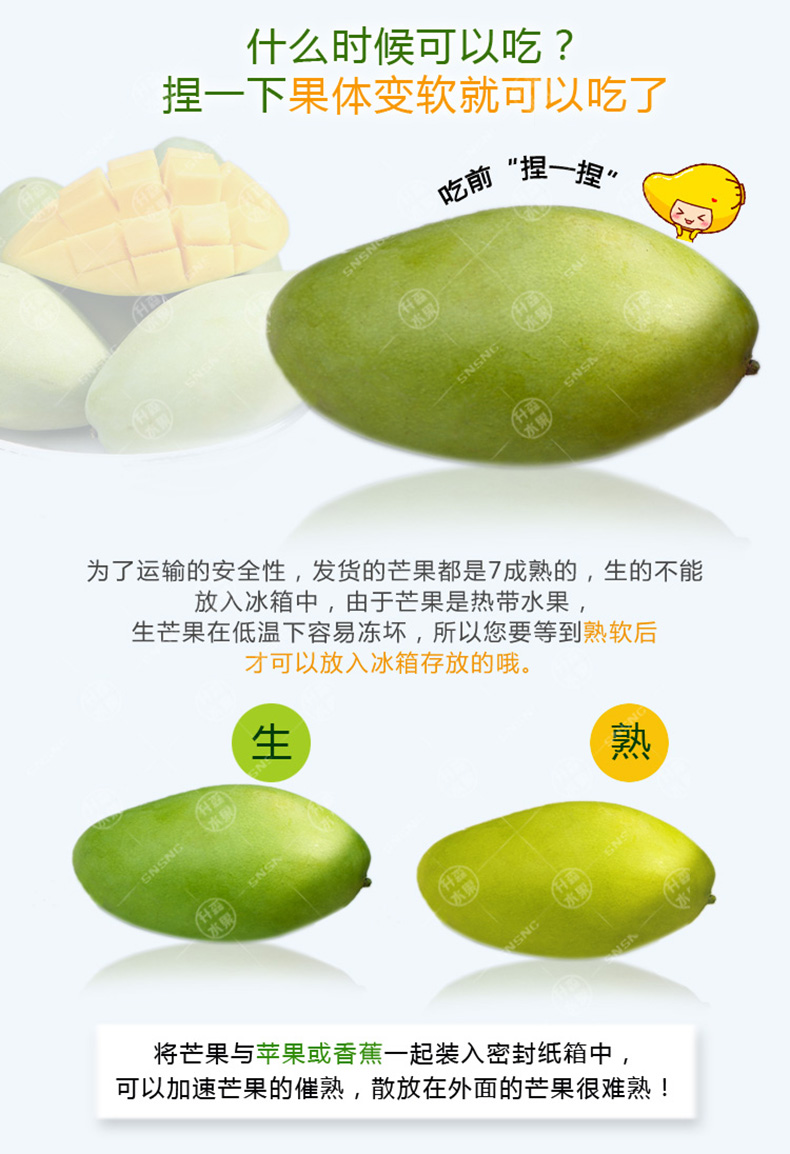 什么时候可以吃？
捏一下果体变软就可以吃了
吃前“捏一捏”
为了运输的安全性，发货的芒果都是7成熟的，生的不能
放入冰箱中，由于芒果是热带水果，
生芒果在低温下容易冻坏，所以您要等到熟软后
才可以放入冰箱存放的哦。
生
熟
将芒果与苹果或香蕉一起装入密封纸箱中，
可以加速芒果的催熟，散放在外面的芒果很难熟！